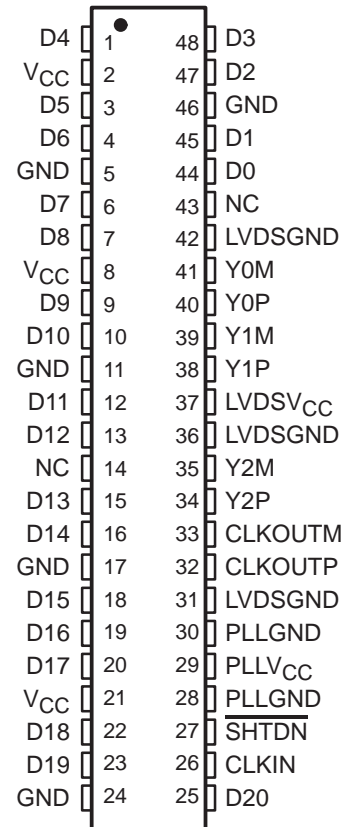 D4 1 48 D3
VCC 2 47 D2
D5 3 46 GND
D6 4 45 D1
GND 5 44 D0
D7 6 43 NC
D8 7 42 LVDSGND
VCC 8 41 Y0M
D9 9 40 Y0P
D10 10 39 Y1M
GND 11 38 Y1P
D11 12 37 LVDSVCC
D12 13 36 LVDSGND
NC 14 35 Y2M
D13 15 34 Y2P
D14 16 33 CLKOUTM
GND 17 32 CLKOUTP
D15 18 31 LVDSGND
D16 19 30 PLLGND
D17 20 29 PLLVCC
VCC 21 28 PLLGND
D18 22 27 SHTDN
D19 23 26 CLKIN
GND 24 25 D20